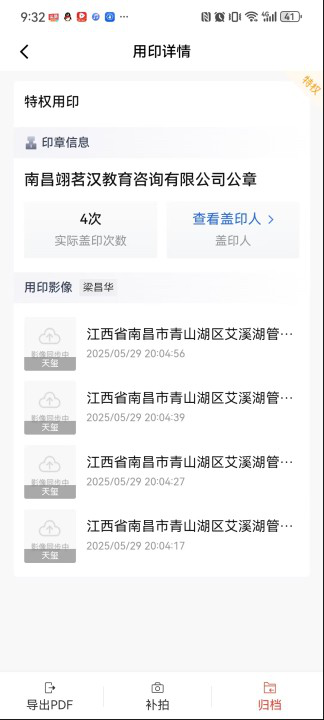 9:32
41
用印详情
特权
特权用印
印章信息
南昌翊茗汉教育咨询有限公司公章
4次
实际盖印次数
查看盖印人 >
盖印人
用印影像 梁昌华
影像同步中
天玺
江西省南昌市青山湖区艾溪湖管…
2025/05/29 20:04:56
影像同步中
天玺
江西省南昌市青山湖区艾溪湖管…
2025/05/29 20:04:39
影像同步中
天玺
江西省南昌市青山湖区艾溪湖管…
2025/05/29 20:04:27
影像同步中
天玺
江西省南昌市青山湖区艾溪湖管…
2025/05/29 20:04:17
导出PDF
补拍
归档